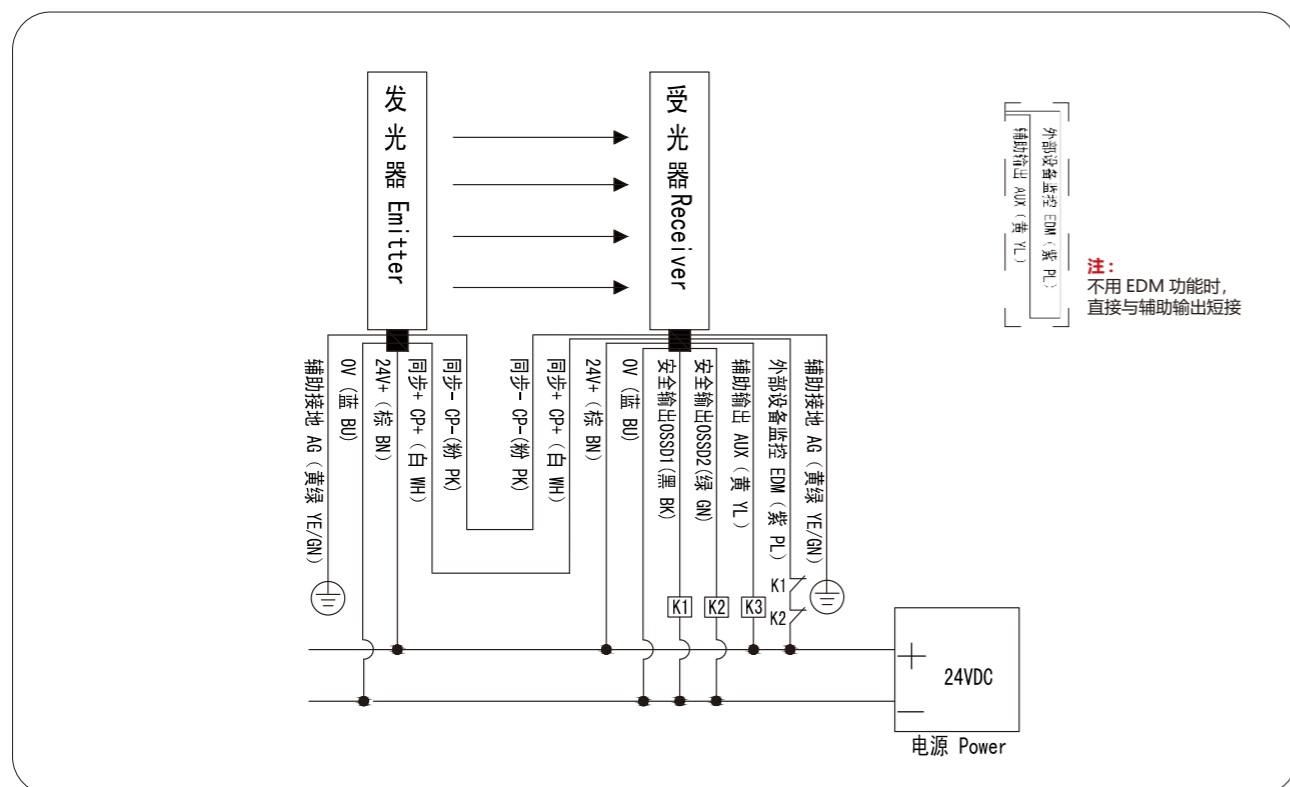 发光器 Emitter
受光器 Receiver
辅助输出 AUX (黄 YL)
外部设备监控 EDM (紫 PL)
注：
不用 EDM 功能时，
直接与辅助输出短接
辅助接地 AG (黄绿 YE/GN)
0V (蓝 BU)
24V+ (棕 BN)
同步+ CP+ (白 WH)
同步- CP-(粉 PK)
同步- CP-(粉 PK)
同步+ CP+ (白 WH)
24V+ (棕 BN)
0V (蓝 BU)
安全输出OSSD1(黑 BK)
安全输出OSSD2(绿 GN)
辅助输出 AUX (黄 YL)
外部设备监控 EDM (紫 PL)
辅助接地 AG (黄绿 YE/GN)
K1
K2
K3
K1
K2
+
24VDC
—
电源 Power